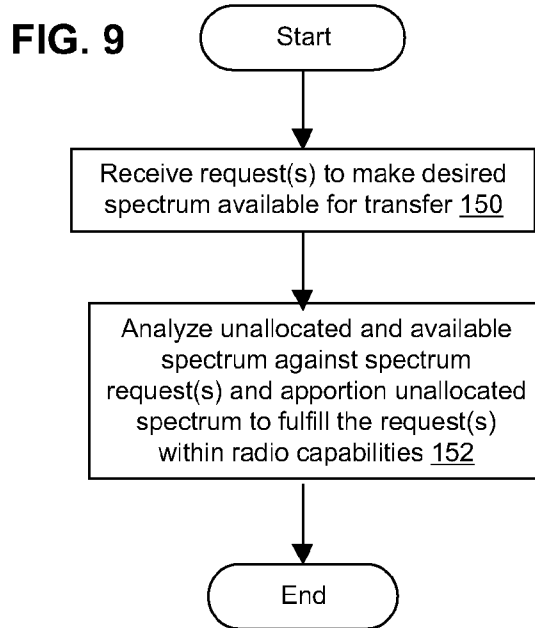 FIG. 9
Start
Receive request(s) to make desired
spectrum available for transfer 150
Analyze unallocated and available
spectrum against spectrum
request(s) and apportion unallocated
spectrum to fulfill the request(s)
within radio capabilities 152
End